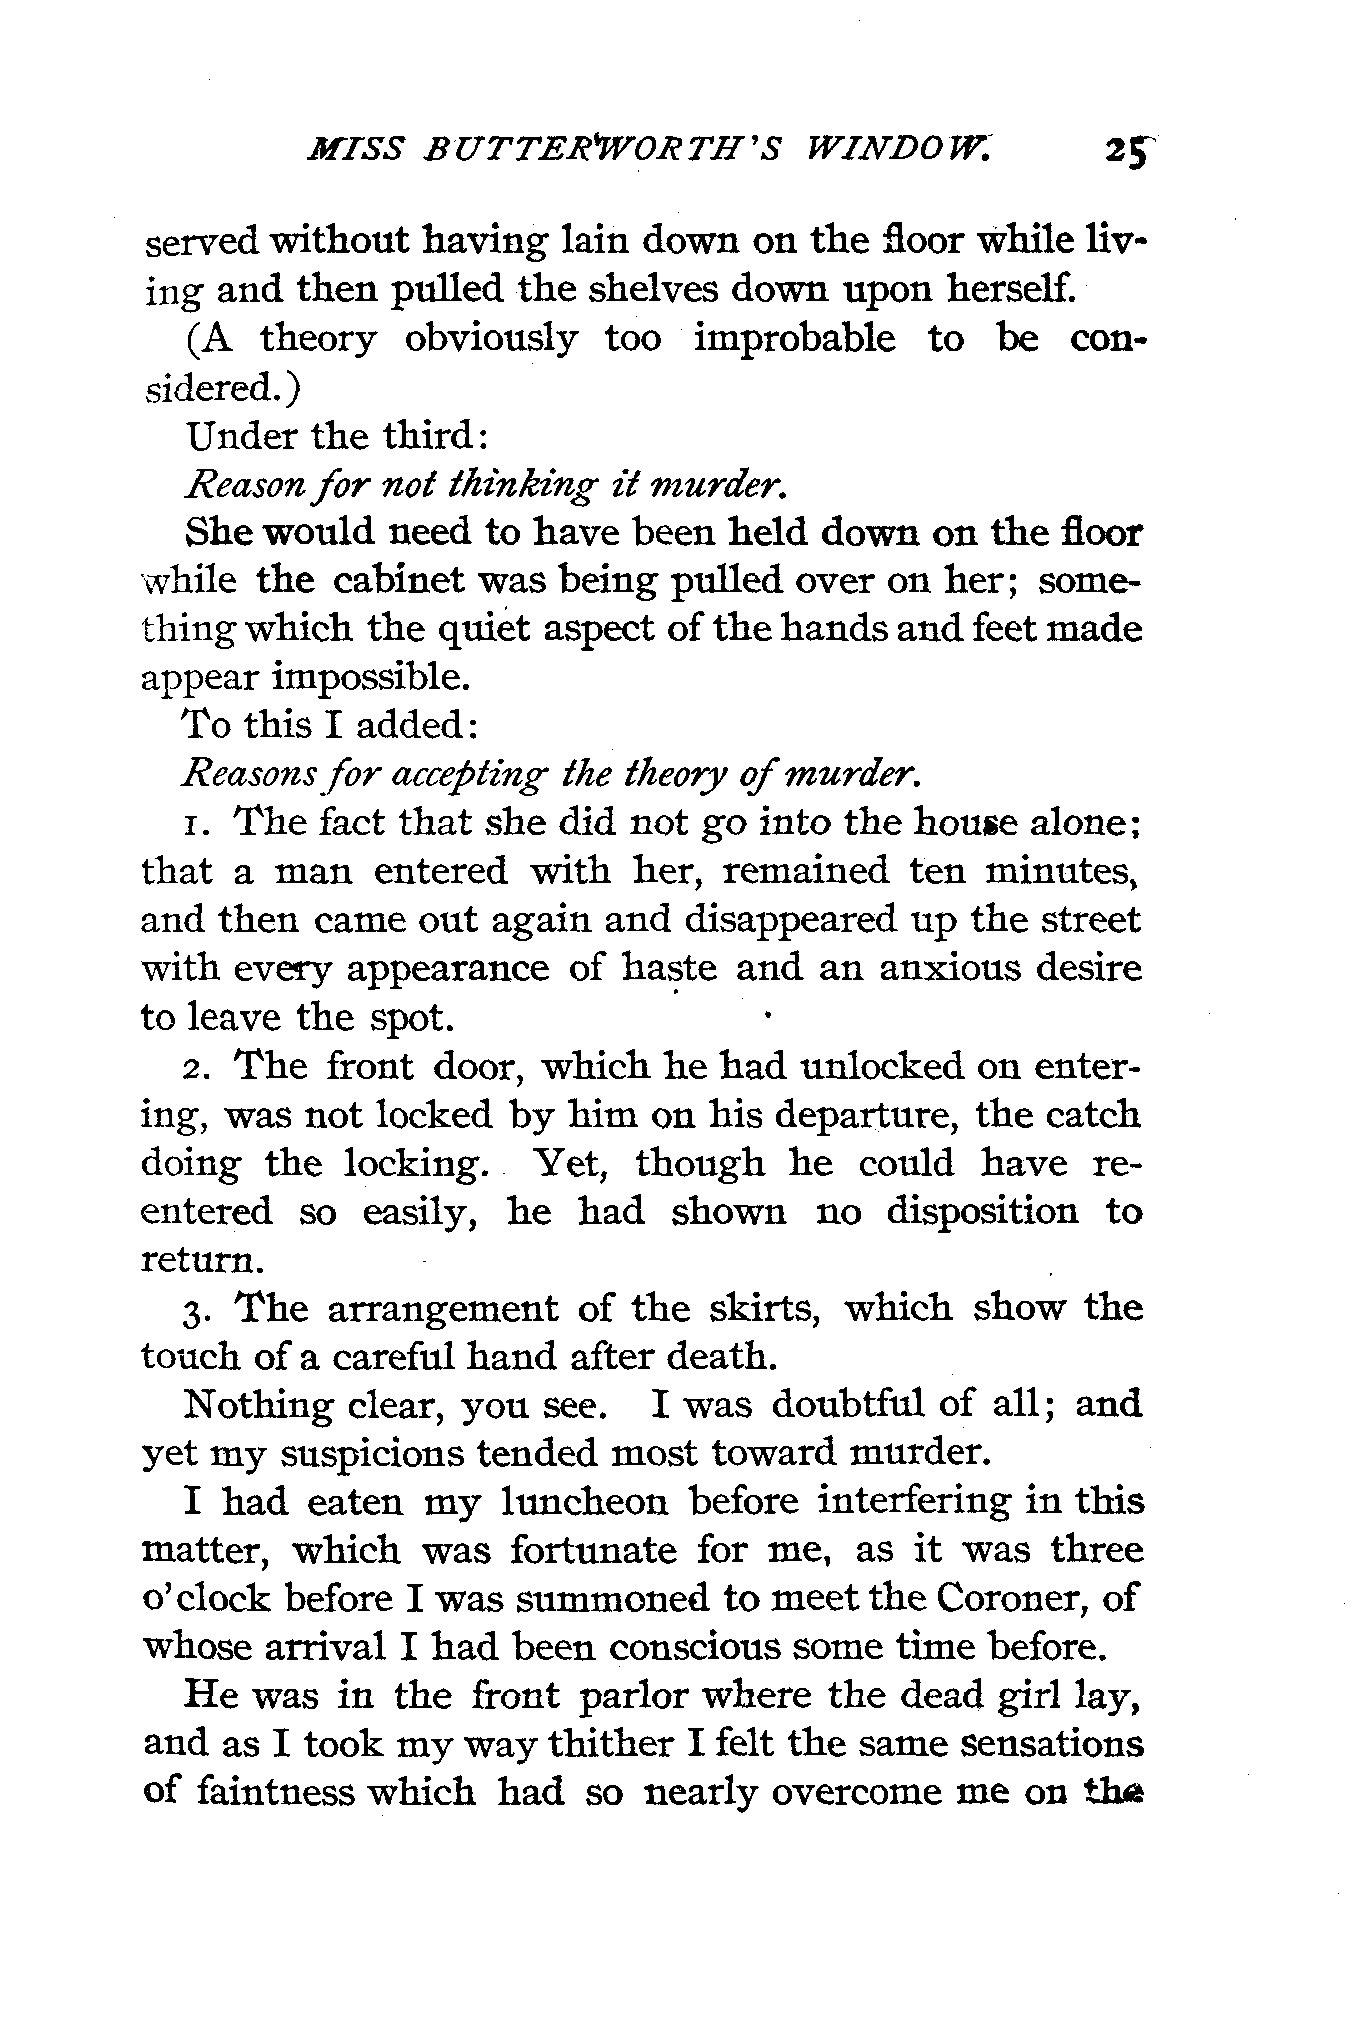 MISS BUTTERWORTH'S WINDOW. 25
served without having lain down on the floor while liv-
ing and then pulled the shelves down upon herself.
(A theory obviously too improbable to be con-
sidered.)
Under the third:
Reason for not thinking it murder.
She would need to have been held down on the floor
while the cabinet was being pulled over on her; some-
thing which the quiet aspect of the hands and feet made
appear impossible.
To this I added:
Reasons for accepting the theory of murder.
1. The fact that she did not go into the house alone;
that a man entered with her, remained ten minutes,
and then came out again and disappeared up the street
with every appearance of haste and an anxious desire
to leave the spot.
2. The front door, which he had unlocked on enter-
ing, was not locked by him on his departure, the catch
doing the locking. Yet, though he could have re-
entered so easily, he had shown no disposition to
return.
3. The arrangement of the skirts, which show the
touch of a careful hand after death.
Nothing clear, you see. I was doubtful of all; and
yet my suspicions tended most toward murder.
I had eaten my luncheon before interfering in this
matter, which was fortunate for me, as it was three
o'clock before I was summoned to meet the Coroner, of
whose arrival I had been conscious some time before.
He was in the front parlor where the dead girl lay,
and as I took my way thither I felt the same sensations
of faintness which had so nearly overcome me on the